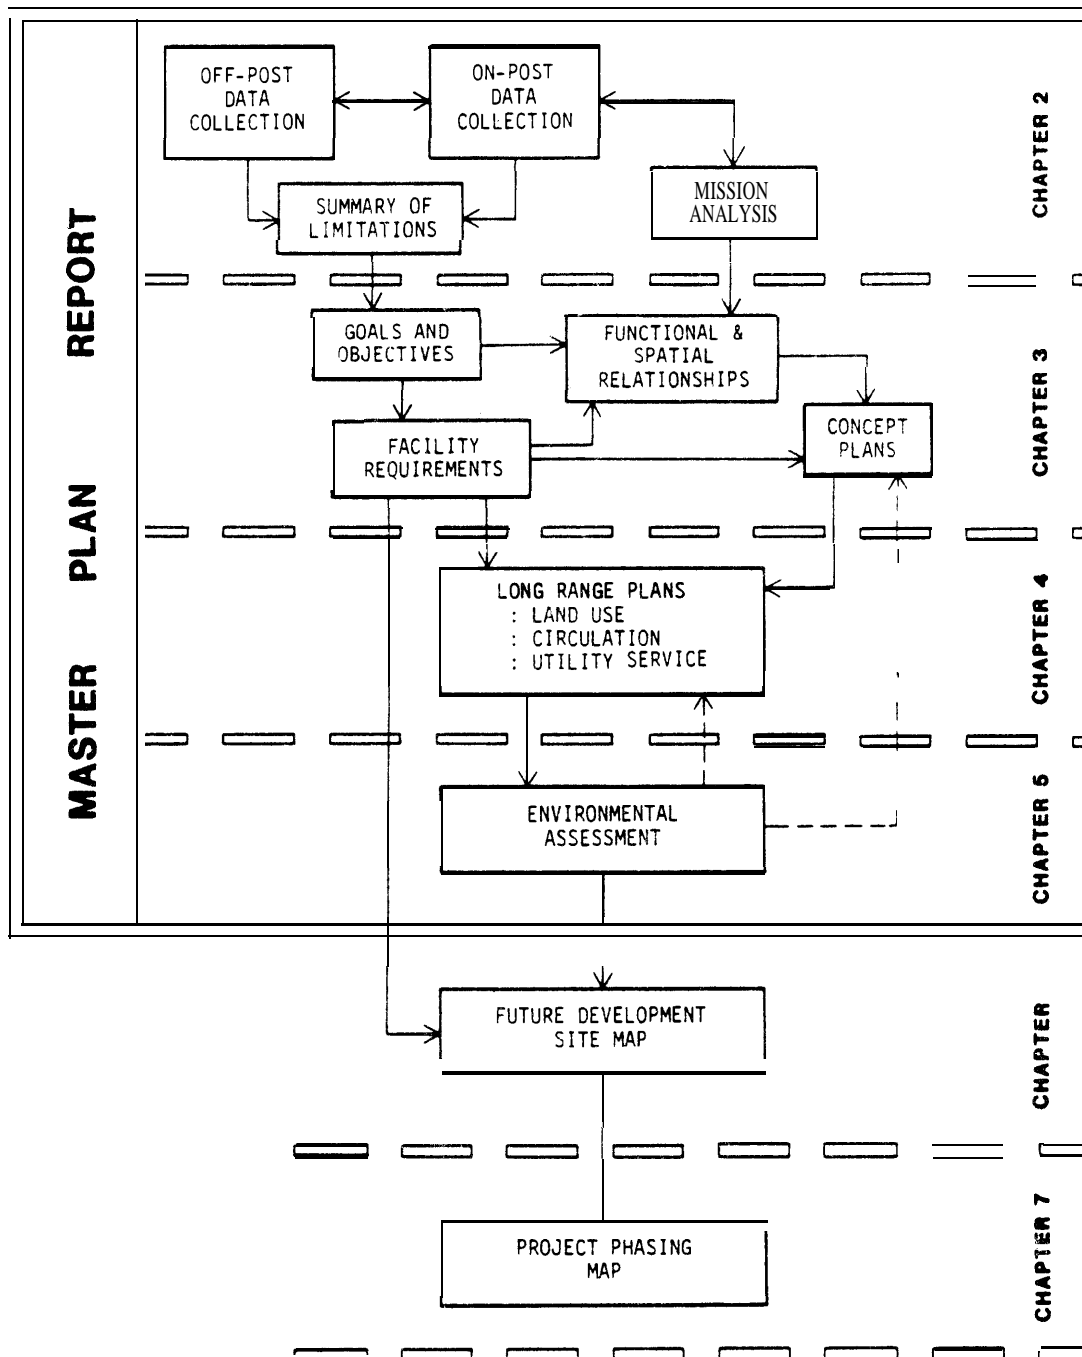 OFF-POST
DATA
COLLECTION
ON-POST
DATA
COLLECTION
MISSION
ANALYSIS
SUMMARY OF
LIMITATIONS
CHAPTER 2
GOALS AND
OBJECTIVES
FUNCTIONAL &
SPATIAL
RELATIONSHIPS
FACILITY
REQUIREMENTS
CONCEPT
PLANS
CHAPTER 3
LONG RANGE PLANS
: LAND USE
: CIRCULATION
: UTILITY SERVICE
CHAPTER 4
ENVIRONMENTAL
ASSESSMENT
CHAPTER 5
MASTER PLAN REPORT
FUTURE DEVELOPMENT
SITE MAP
CHAPTER
PROJECT PHASING
MAP
CHAPTER 7